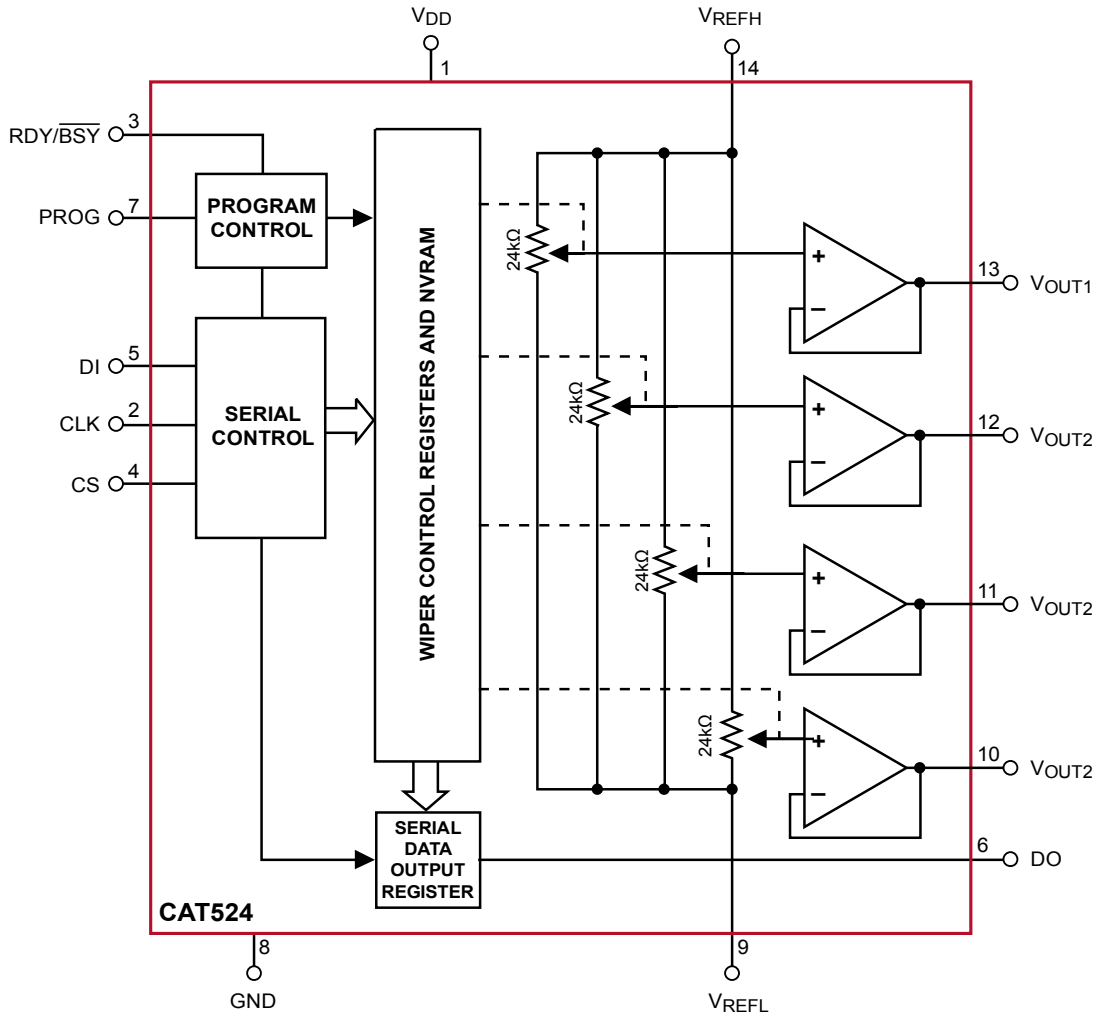 VDD
VREFH
1
14
RDY/BSY
3
PROG
7
PROGRAM
CONTROL
DI
5
CLK
2
CS
4
SERIAL
CONTROL
WIPER CONTROL REGISTERS AND NVRAM
24kΩ
24kΩ
24kΩ
24kΩ
+
−
13
VOUT1
+
−
12
VOUT2
+
−
11
VOUT2
+
−
10
VOUT2
SERIAL
DATA
OUTPUT
REGISTER
6
DO
CAT524
8
GND
9
VREFL